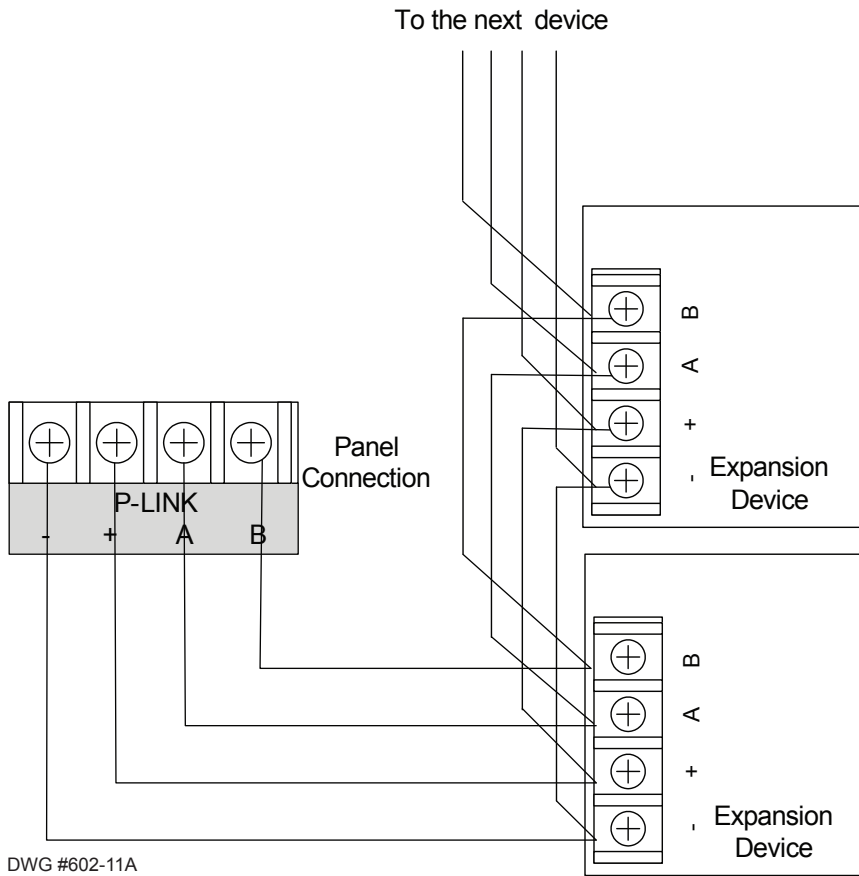 To the next device
B
A
+
-
Expansion
Device
Panel
Connection
P-LINK
- + A B
B
A
+
-
Expansion
Device
DWG #602-11A